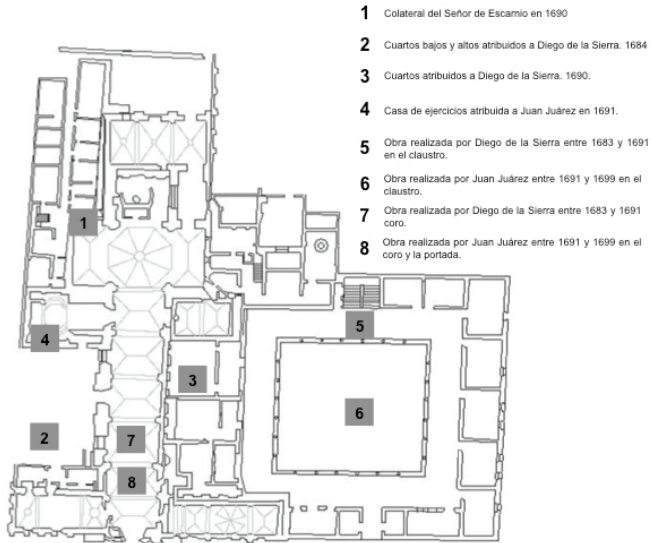 1 Colateral del Señor de Escarnio en 1690
2 Cuartos bajos y altos atribuidos a Diego de la Sierra. 1684
3 Cuartos atribuidos a Diego de la Sierra. 1690.
4 Casa de ejercicios atribuida a Juan Juárez en 1691.
5 Obra realizada por Diego de la Sierra entre 1683 y 1691
en el claustro.
6 Obra realizada por Juan Juárez entre 1691 y 1699 en el
claustro.
7 Obra realizada por Diego de la Sierra entre 1683 y 1691
coro.
8 Obra realizada por Juan Juárez entre 1691 y 1699 en el
coro y la portada.
1
5
4
3
6
2
7
8